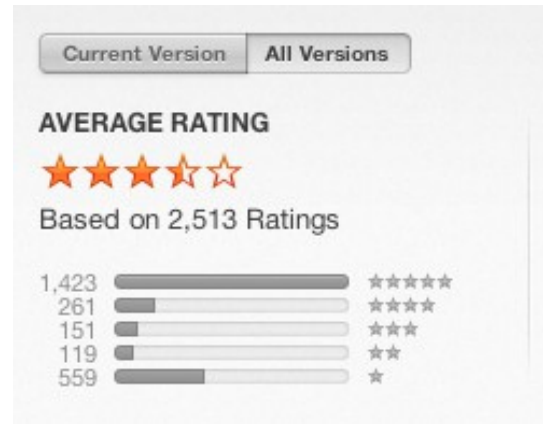 Current Version All Versions
AVERAGE RATING
Based on 2,513 Ratings
1,423
261
151
119
559